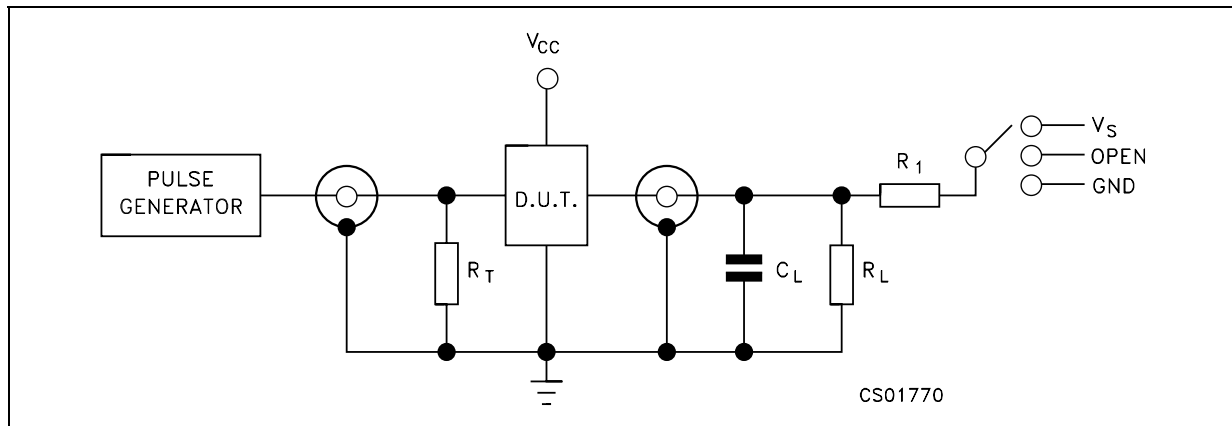 VCC
PULSE
GENERATOR
D.U.T.
RT
CL
RL
R1
VS
OPEN
GND
CS01770